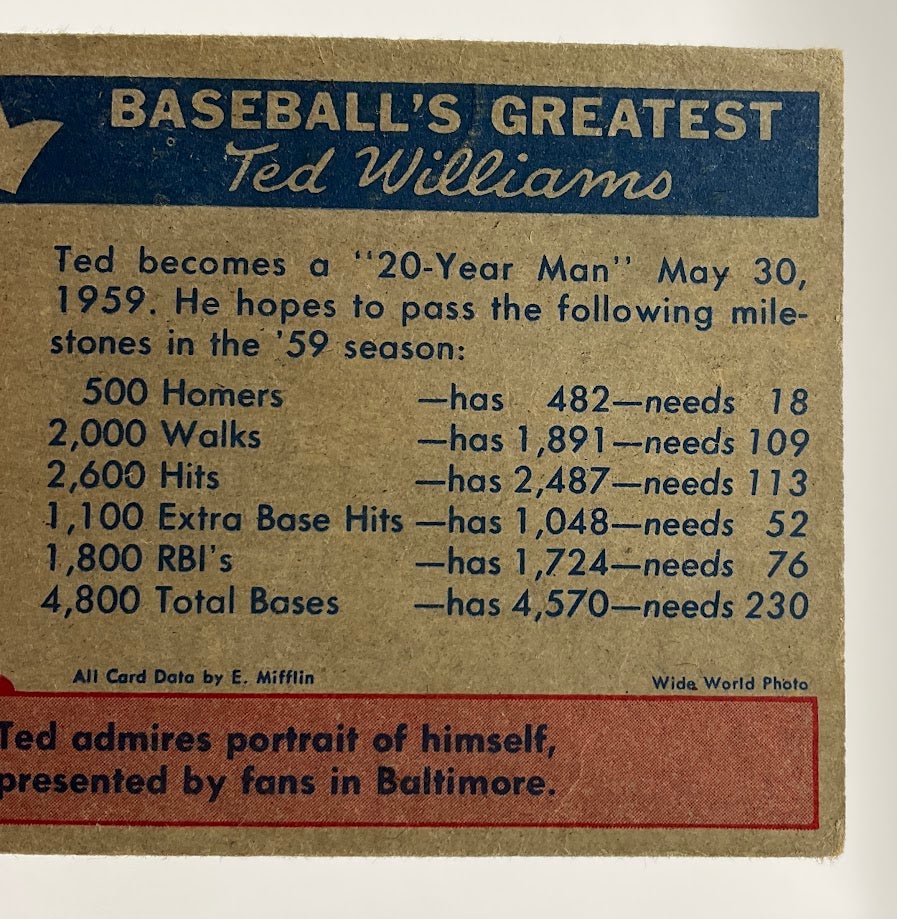 BASEBALL'S GREATEST
Ted Williams
Ted becomes a "20-Year Man" May 30,
1959. He hopes to pass the following mile-
stones in the '59 season:
500 Homers —has 482—needs 18
2,000 Walks —has 1,891—needs 109
2,600 Hits —has 2,487—needs 113
1,100 Extra Base Hits —has 1,048—needs 52
1,800 RBI's —has 1,724—needs 76
4,800 Total Bases —has 4,570—needs 230
All Card Data by E. Mifflin Wide World Photo
Ted admires portrait of himself,
presented by fans in Baltimore.